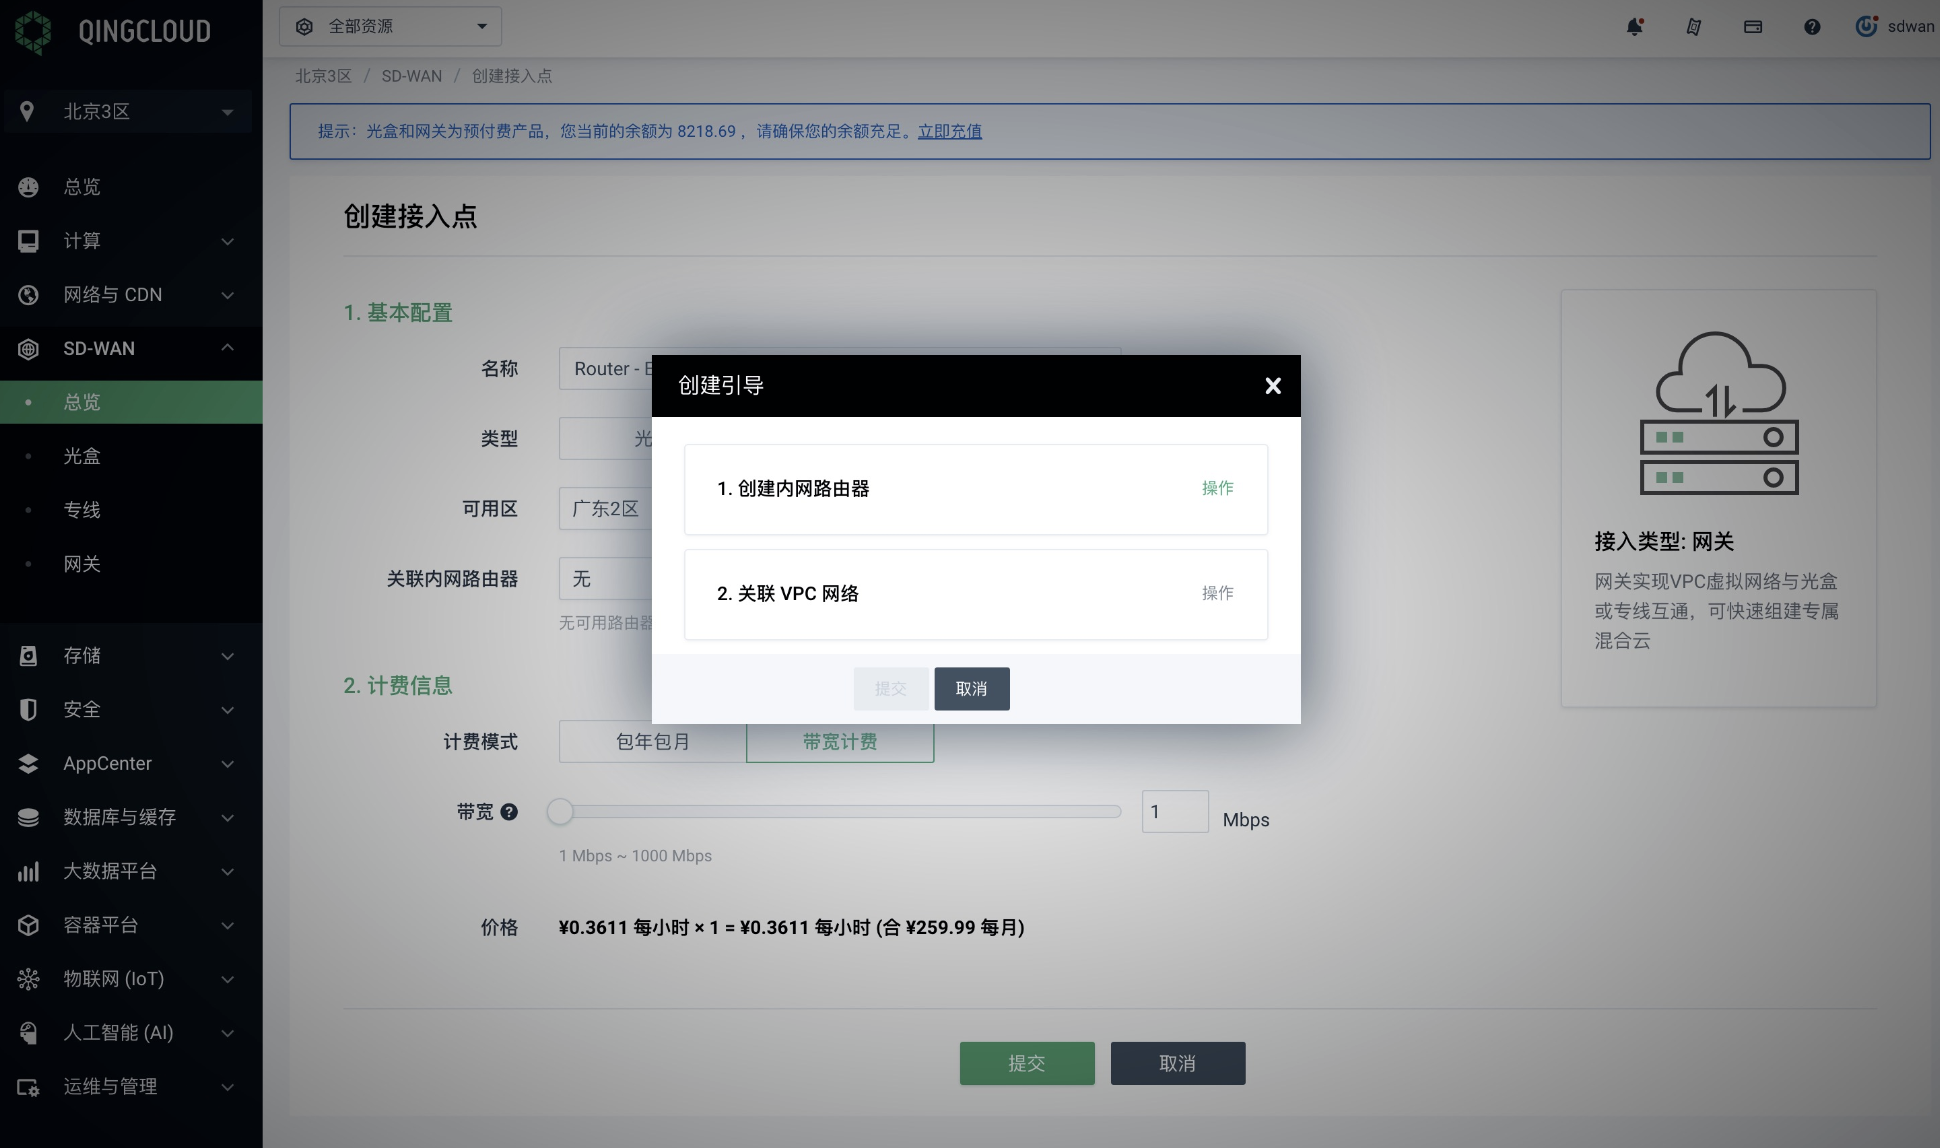 QINGCLOUD
全部资源
sdwan
北京3区
北京3区 / SD-WAN / 创建接入点
提示：光盒和网关为预付费产品，您当前的余额为 8218.69 ，请确保您的余额充足。立即充值
总览
计算
网络与 CDN
SD-WAN
总览
光盒
专线
网关
存储
安全
AppCenter
数据库与缓存
大数据平台
容器平台
物联网 (IoT)
人工智能 (AI)
运维与管理
创建接入点
1. 基本配置
名称
Router -
类型
光
可用区
广东2区
关联内网路由器
无
无可用路由器
创建引导
1. 创建内网路由器
操作
2. 关联 VPC 网络
操作
提交
取消
接入类型: 网关
网关实现VPC虚拟网络与光盒
或专线互通，可快速组建专属
混合云
2. 计费信息
计费模式
包年包月
带宽计费
带宽
1
Mbps
1 Mbps ~ 1000 Mbps
价格
¥0.3611 每小时 × 1 = ¥0.3611 每小时 (合 ¥259.99 每月)
提交
取消